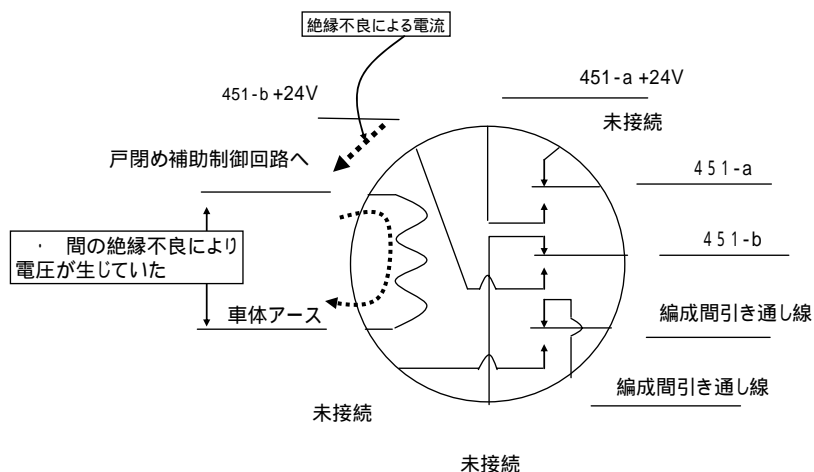 絶縁不良による電流
451-a +24V
451-b +24V
未接続
戸閉め補助制御回路へ
451-a
451-b
・ 間の絶縁不良により
電圧が生じていた
車体アース
編成間引き通し線
編成間引き通し線
未接続
未接続